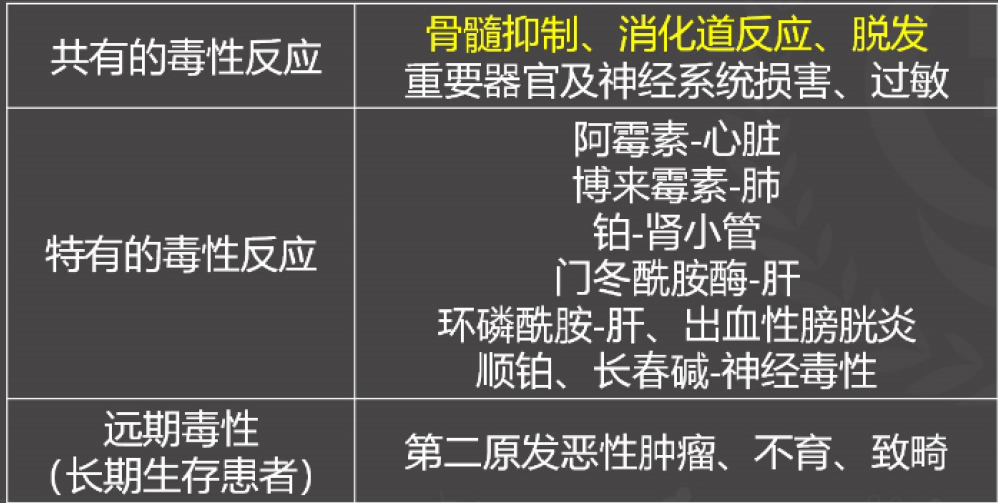 共有的毒性反应
骨髓抑制、消化道反应、脱发
重要器官及神经系统损害、过敏
特有的毒性反应
阿霉素-心脏
博来霉素-肺
铂-肾小管
门冬酰胺酶-肝
环磷酰胺-肝、出血性膀胱炎
顺铂、长春碱-神经毒性
远期毒性
（长期生存患者）
第二原发恶性肿瘤、不育、致畸